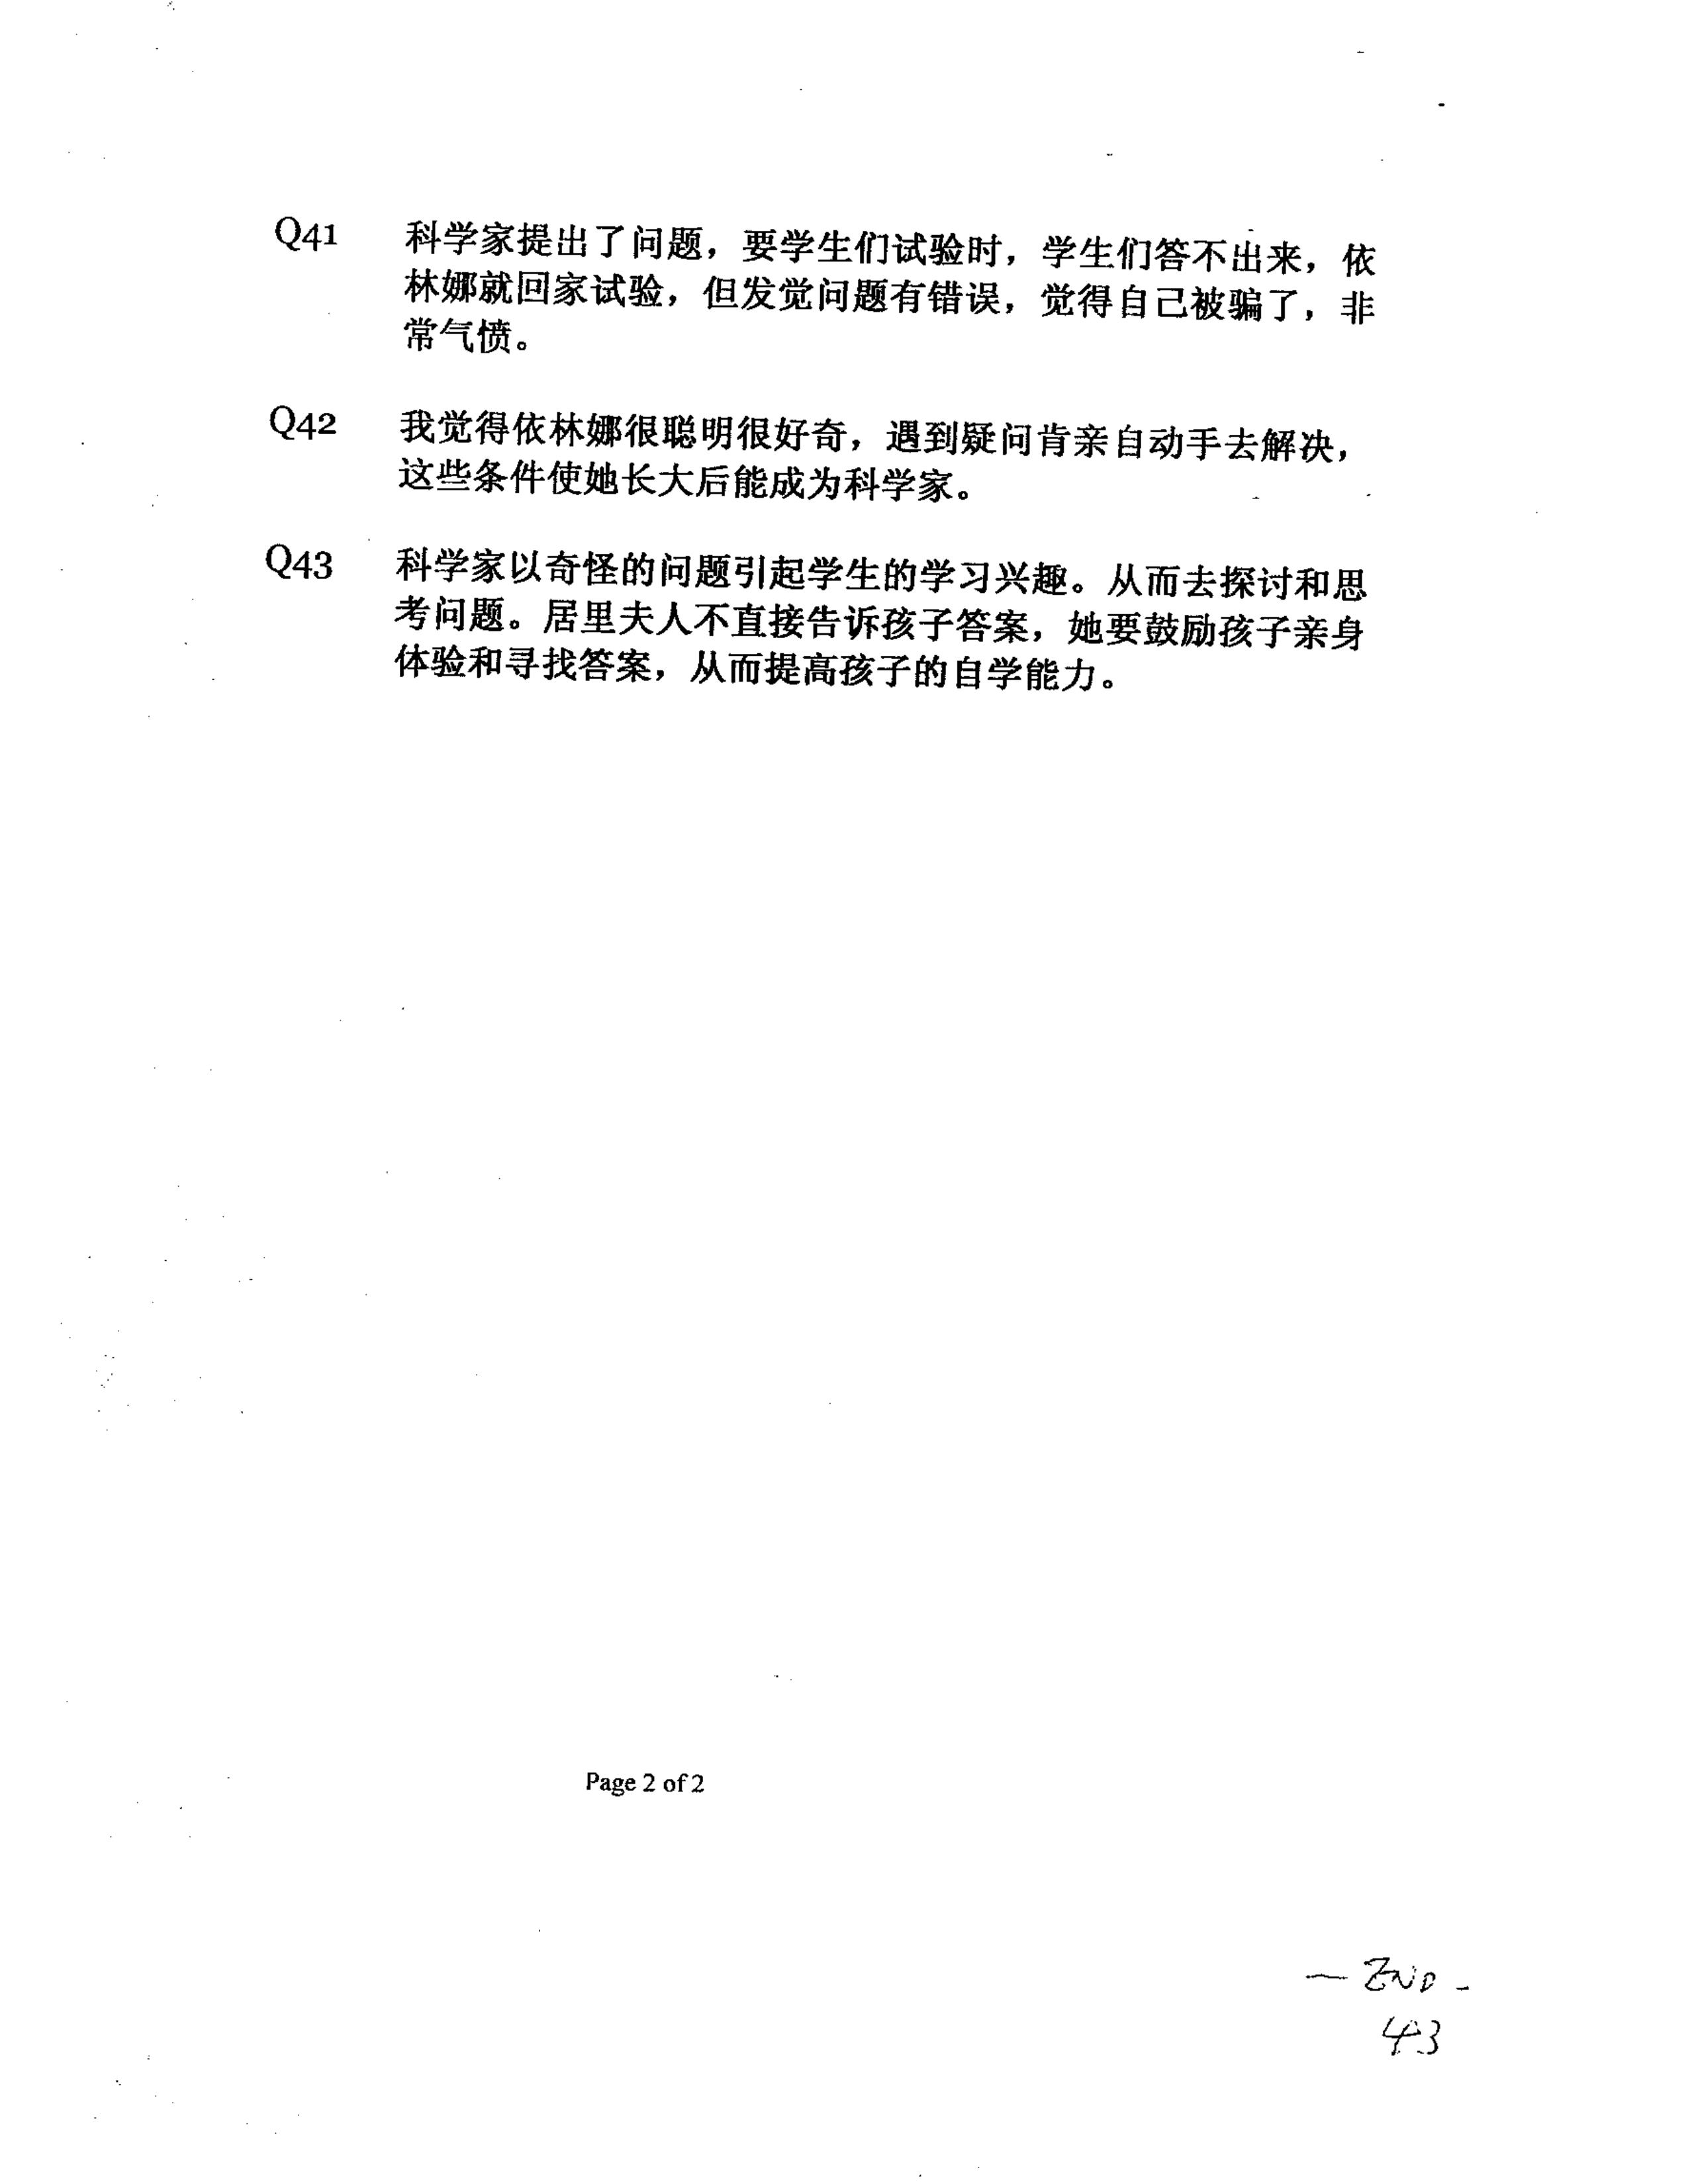 Q41 科学家提出了问题，要学生们试验时，学生们答不出来，依
林娜就回家试验，但发觉问题有错误，觉得自己被骗了，非
常气愤。
Q42 我觉得依林娜很聪明很好奇，遇到疑问肯亲自动手去解决，
这些条件使她长大后能成为科学家。
Q43 科学家以奇怪的问题引起学生的学习兴趣。从而去探讨和思
考问题。居里夫人不直接告诉孩子答案，她要鼓励孩子亲身
体验和寻找答案，从而提高孩子的自学能力。
Page 2 of 2
— END -
43